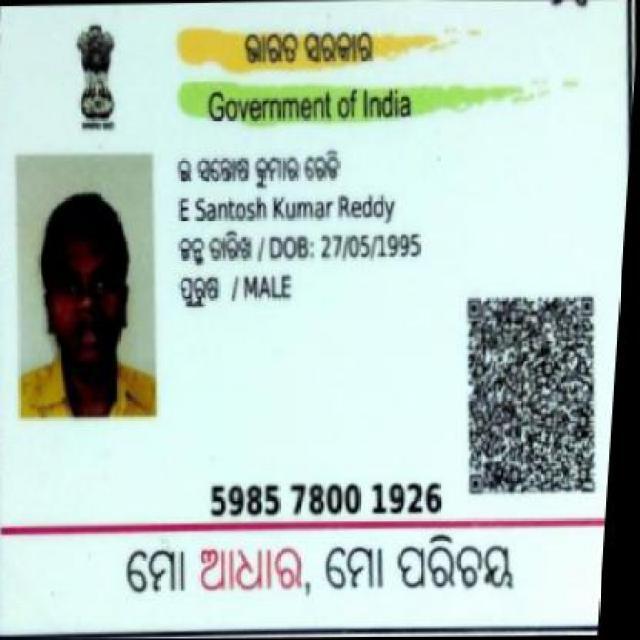 ଭାରତ ସରକାର
Government of India
ଇ ସନ୍ତୋଷ କୁମାର ରେଡି
E Santosh Kumar Reddy
ଜନ୍ମ ତାରିଖ / DOB: 27/05/1995
ପୁରୁଷ / MALE
5985 7800 1926
ମୋ ଆଧାର, ମୋ ପରିଚୟ